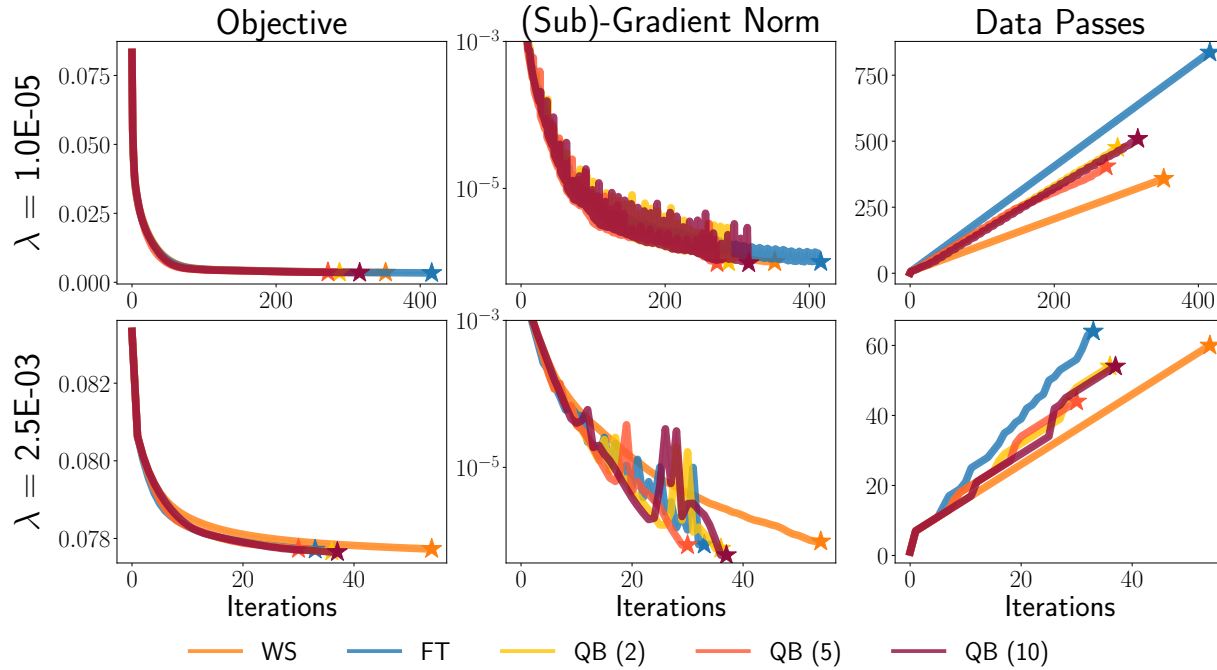 Objective (Sub)-Gradient Norm Data Passes
λ = 1.0E-05
0.075
0.050
0.025
0.000
0 200 400
10⁻³
10⁻⁵
0 200 400
750
500
250
0
0 200 400
λ = 2.5E-03
0.082
0.080
0.078
0 20 40
10⁻³
10⁻⁵
0 20 40
60
40
20
0
0 20 40
Iterations Iterations Iterations
WS FT QB (2) QB (5) QB (10)